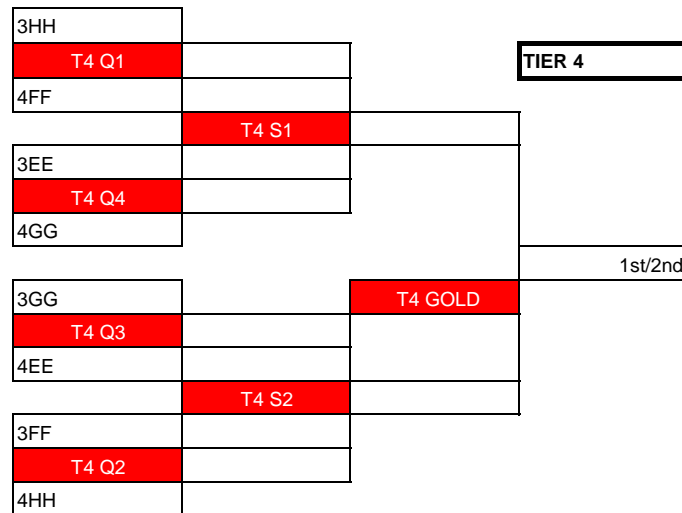 3HH
T4 Q1
TIER 4
4FF
T4 S1
3EE
T4 Q4
4GG
1st/2nd
3GG
T4 GOLD
T4 Q3
4EE
T4 S2
3FF
T4 Q2
4HH